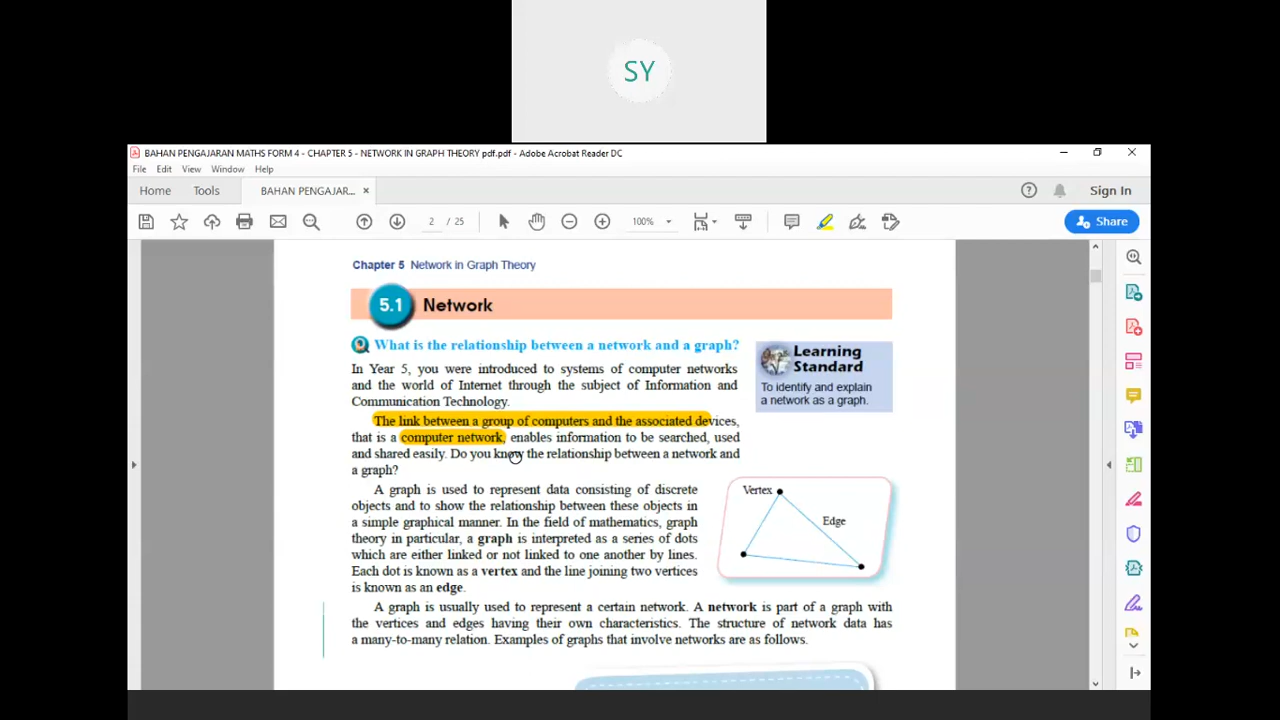 SY
BAHAN PENGAJARAN MATHS FORM 4 - CHAPTER 5 - NETWORK IN GRAPH THEORY pdf.pdf - Adobe Acrobat Reader DC
File Edit View Window Help
Home Tools BAHAN PENGAJAR... × Sign In
2 / 25 100% Share
Chapter 5 Network in Graph Theory
5.1 Network
What is the relationship between a network and a graph?
In Year 5, you were introduced to systems of computer networks
and the world of Internet through the subject of Information and
Communication Technology.
The link between a group of computers and the associated devices,
that is a computer network, enables information to be searched, used
and shared easily. Do you know the relationship between a network and
a graph?
Learning
Standard
To identify and explain
a network as a graph.
A graph is used to represent data consisting of discrete
objects and to show the relationship between these objects in
a simple graphical manner. In the field of mathematics, graph
theory in particular, a graph is interpreted as a series of dots
which are either linked or not linked to one another by lines.
Each dot is known as a vertex and the line joining two vertices
is known as an edge.
Vertex
Edge
A graph is usually used to represent a certain network. A network is part of a graph with
the vertices and edges having their own characteristics. The structure of network data has
a many-to-many relation. Examples of graphs that involve networks are as follows.